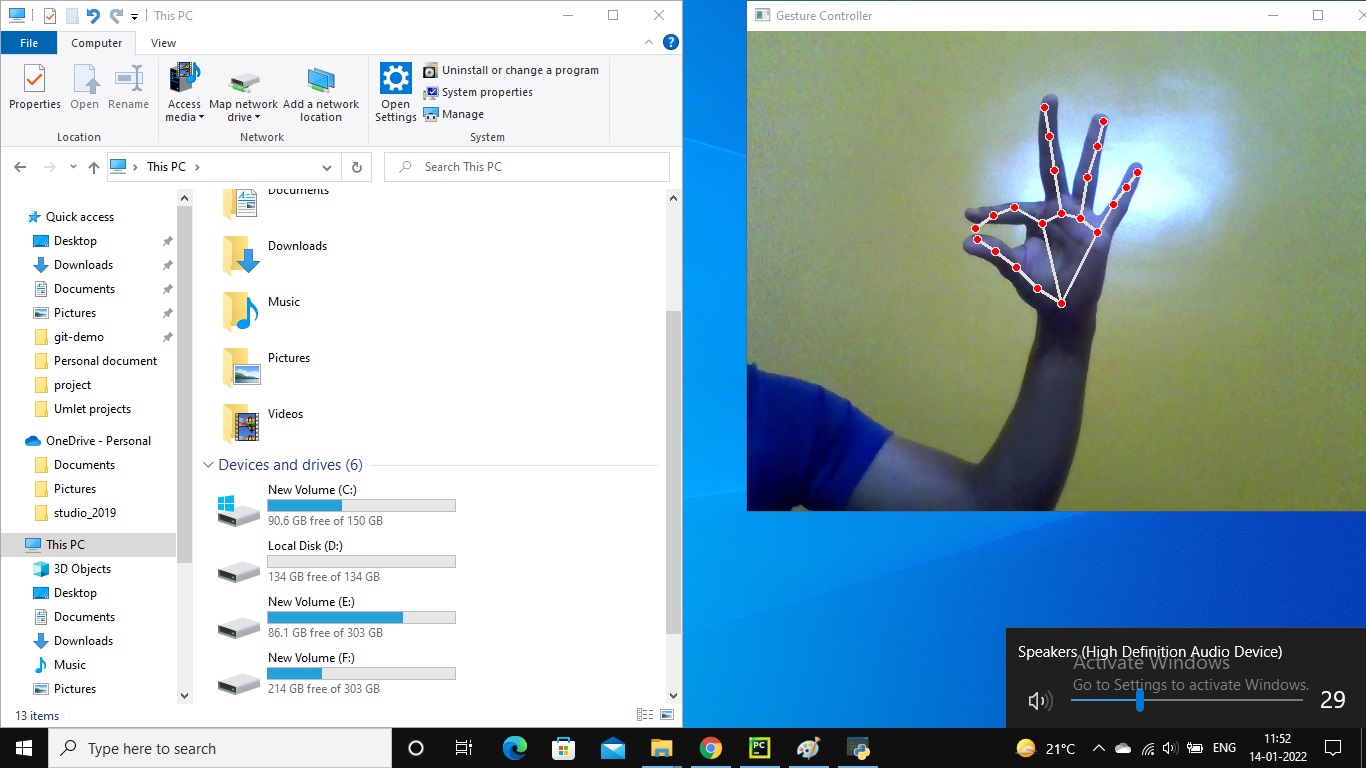 This PC
File
Computer
View
Properties
Open
Rename
Access media
Map network drive
Add a network location
Open Settings
Uninstall or change a program
System properties
Manage
Location
Network
System
This PC
Search This PC
Quick access
Desktop
Downloads
Documents
Pictures
git-demo
Personal document
project
Umlet projects
OneDrive - Personal
Documents
Pictures
studio_2019
This PC
3D Objects
Desktop
Documents
Downloads
Music
Pictures
Documents
Downloads
Music
Pictures
Videos
Devices and drives (6)
New Volume (C:)
90.6 GB free of 150 GB
Local Disk (D:)
134 GB free of 134 GB
New Volume (E:)
86.1 GB free of 303 GB
New Volume (F:)
214 GB free of 303 GB
13 items
Gesture Controller
Speakers (High Definition Audio Device)
Activate Windows
Go to Settings to activate Windows.
29
Type here to search
PC
21°C
ENG
11:52
14-01-2022